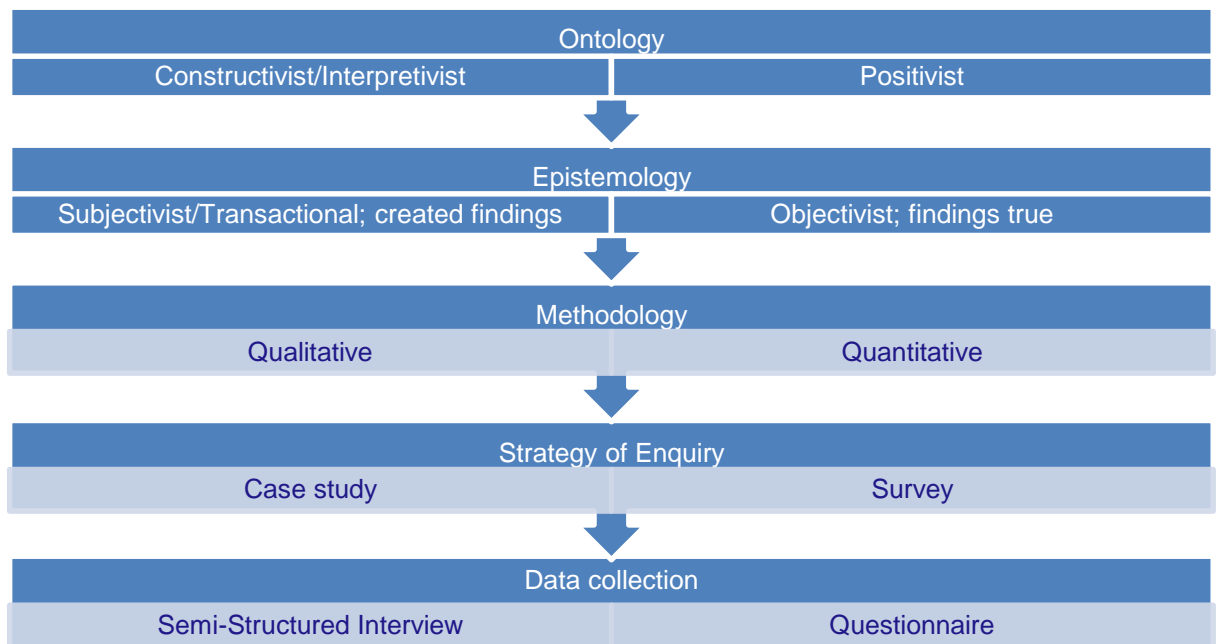 Ontology
Constructivist/Interpretivist
Positivist
Epistemology
Subjectivist/Transactional; created findings
Objectivist; findings true
Methodology
Qualitative
Quantitative
Strategy of Enquiry
Case study
Survey
Data collection
Semi-Structured Interview
Questionnaire